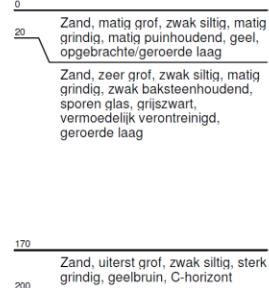 0
Zand, matig grof, zwak siltig, matig
20
grindig, matig puinhoudend, geel,
opgebrachte/geroerde laag
Zand, zeer grof, zwak siltig, matig
grindig, zwak baksteenhoudend,
sporen glas, grijszwart,
vermoedelijk verontreinigd,
geroerde laag
170
Zand, uiterst grof, zwak siltig, sterk
grindig, geelbruin, C-horizont
200